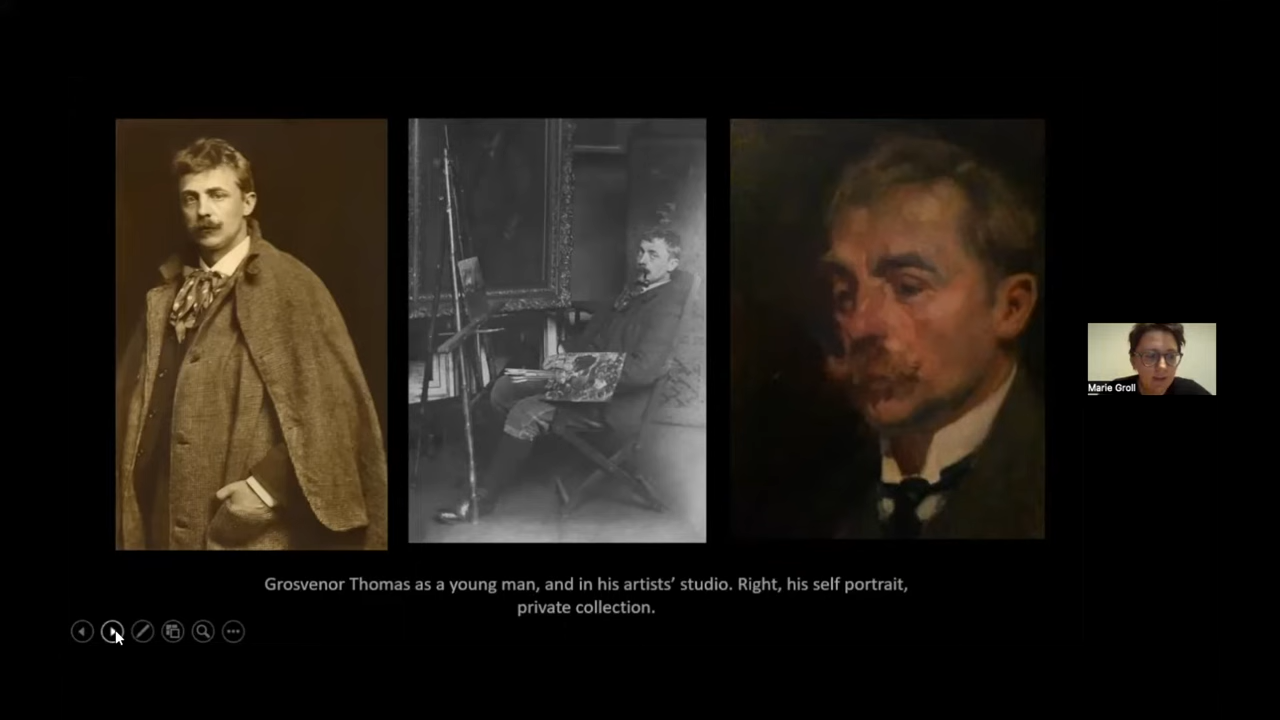 Marie Groll
Grosvenor Thomas as a young man, and in his artists’ studio. Right, his self portrait,
private collection.